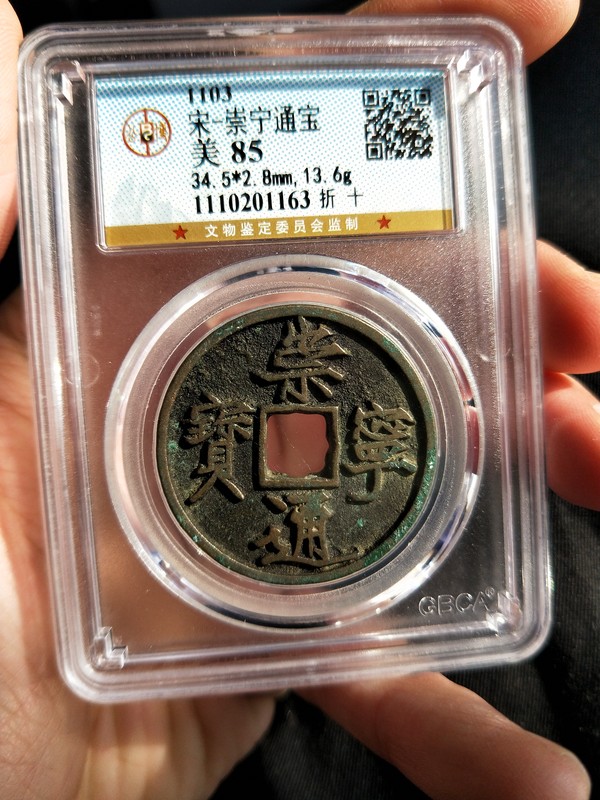 1103
宋-崇宁通宝
美 85
34.5*2.8mm,13.6g
1110201163 折 十
★ 文物鉴定委员会监制 ★
崇
寶 寧
通
GBCA